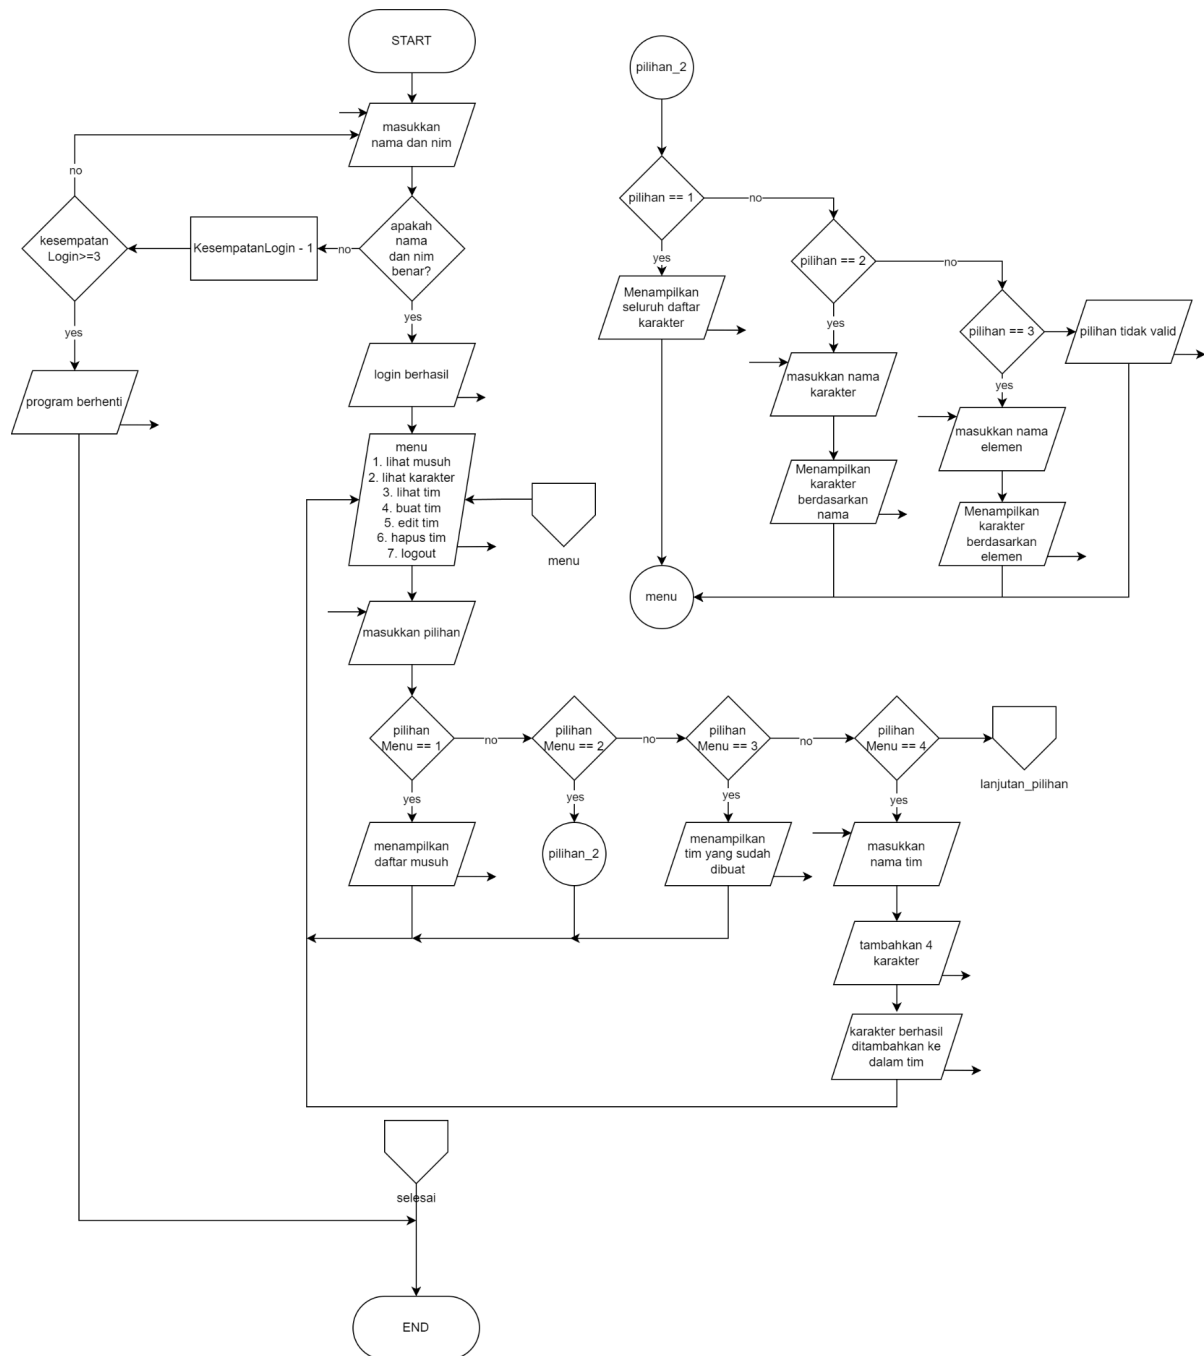 START
masukkan
nama dan nim
no
kesempatan
Login>=3
KesempatanLogin - 1
no
apakah
nama
dan nim
benar?
yes
yes
program berhenti
login berhasil
menu
1. lihat musuh
2. lihat karakter
3. lihat tim
4. buat tim
5. edit tim
6. hapus tim
7. logout
menu
masukkan pilihan
pilihan
Menu == 1
no
pilihan
Menu == 2
no
pilihan
Menu == 3
no
pilihan
Menu == 4
lanjutan_pilihan
yes
yes
yes
yes
menampilkan
daftar musuh
pilihan_2
menampilkan
tim yang sudah
dibuat
masukkan
nama tim
tambahkan 4
karakter
karakter berhasil
ditambahkan ke
dalam tim
selesai
END
pilihan_2
pilihan == 1
no
yes
Menampilkan
seluruh daftar
karakter
pilihan == 2
no
yes
masukkan nama
karakter
Menampilkan
karakter
berdasarkan
nama
pilihan == 3
pilihan tidak valid
yes
masukkan nama
elemen
Menampilkan
karakter
berdasarkan
elemen
menu